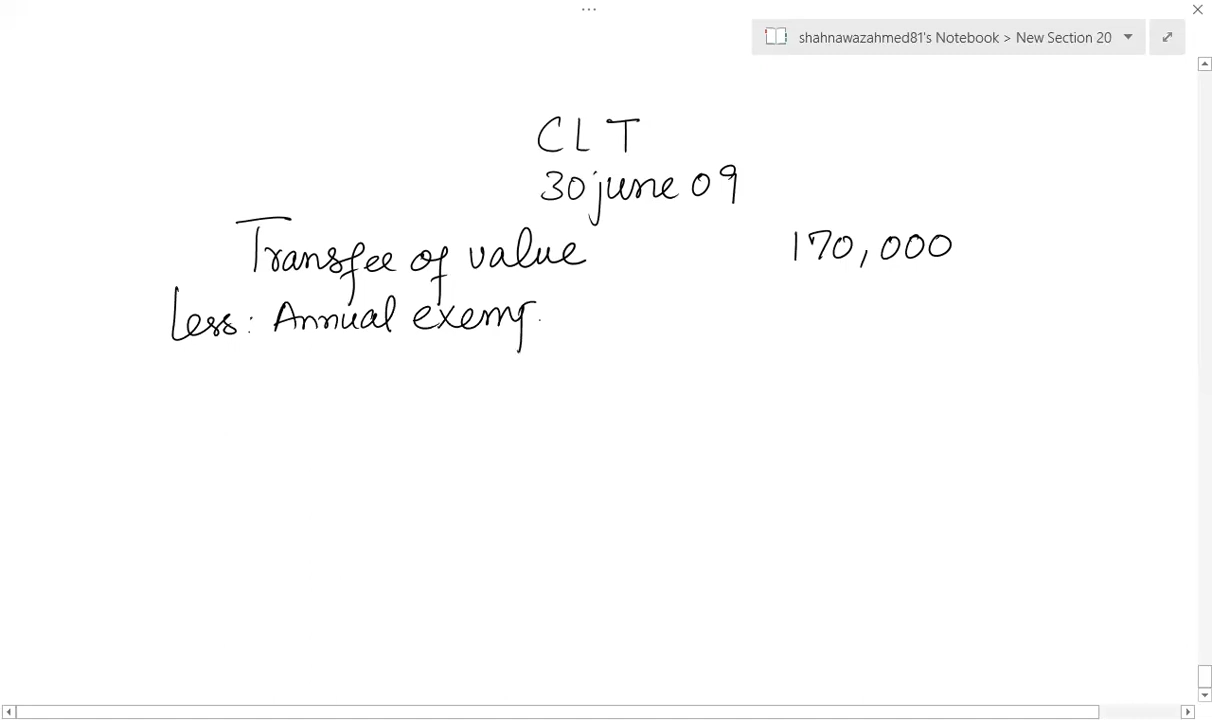 shahnawazahmed81's Notebook > New Section 20
CLT
30 june 09
Transfee of value 170,000
Less: Annual exemp